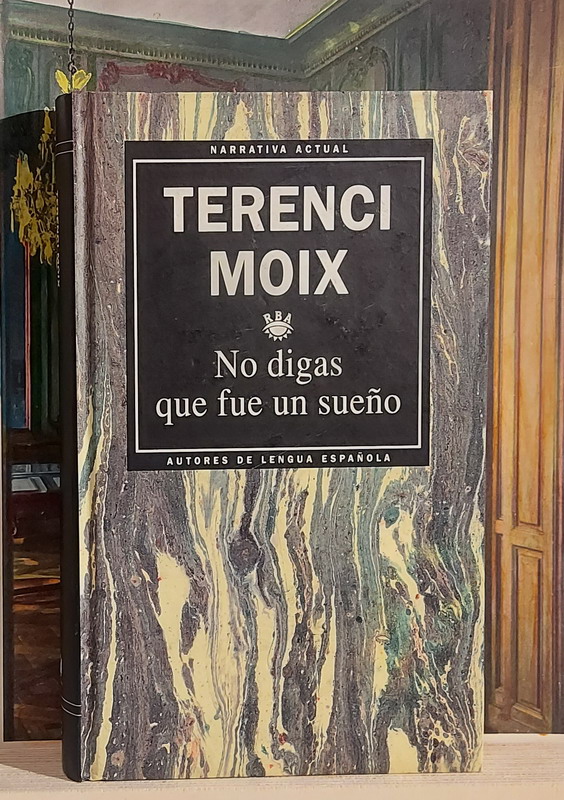 NARRATIVA ACTUAL
TERENCI
MOIX
RBA
No digas
que fue un sueño
AUTORES DE LENGUA ESPAÑOLA